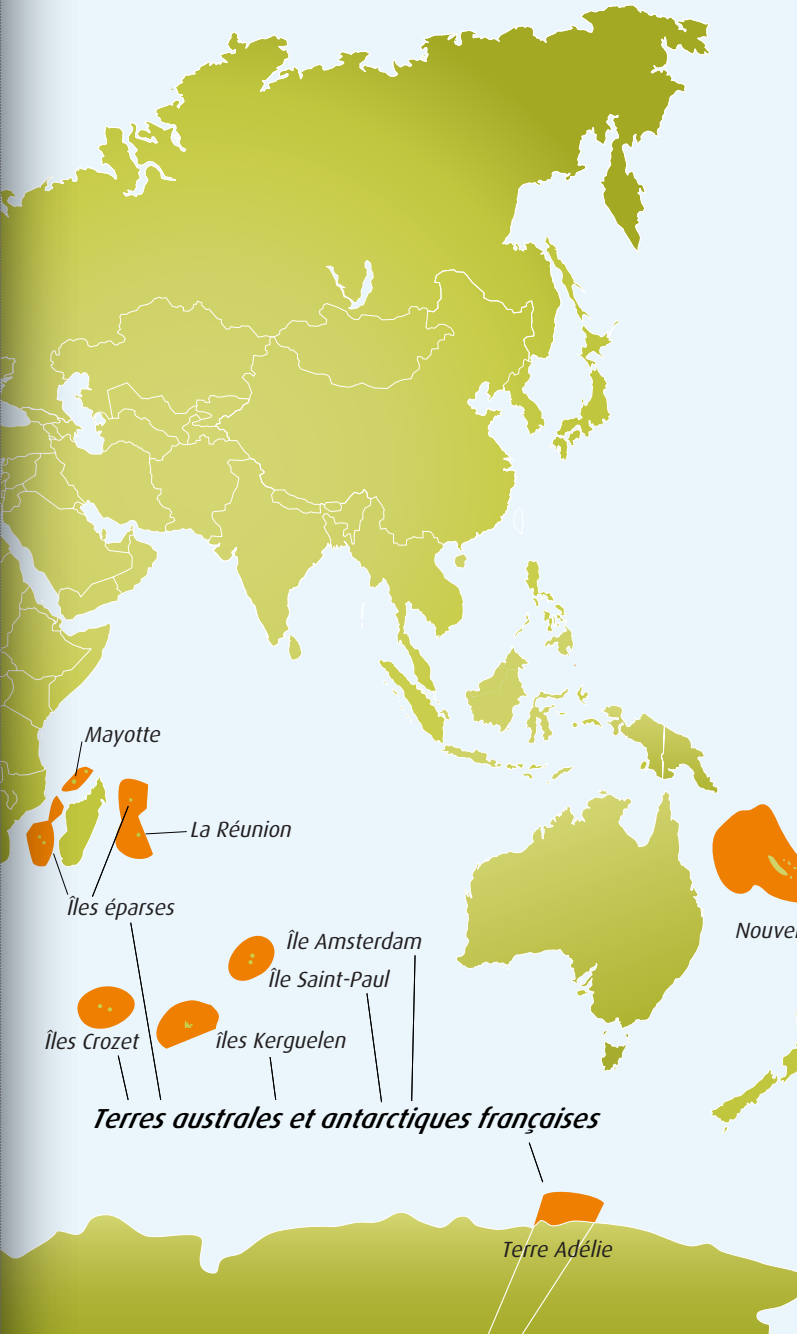 Mayotte
La Réunion
Îles éparses
Île Amsterdam
Île Saint-Paul
Îles Crozet
îles Kerguelen
Nouvel
Terres australes et antarctiques françaises
Terre Adélie